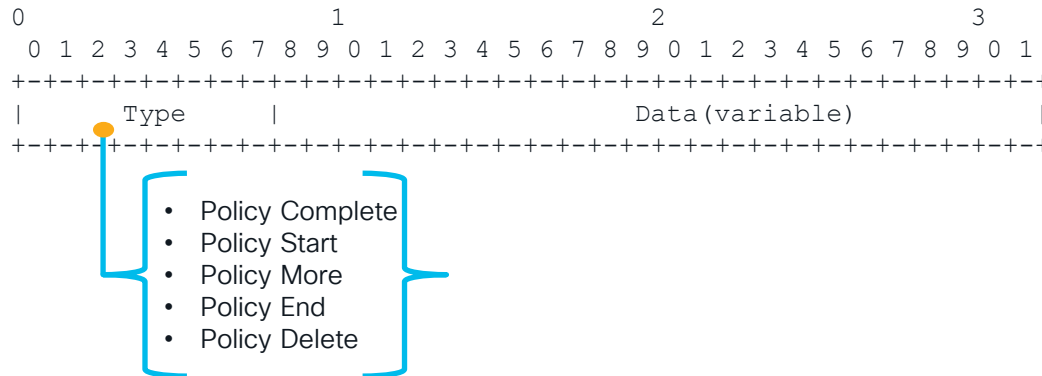 0                   1                   2                   3
 0 1 2 3 4 5 6 7 8 9 0 1 2 3 4 5 6 7 8 9 0 1 2 3 4 5 6 7 8 9 0 1
+-+-+-+-+-+-+-+-+-+-+-+-+-+-+-+-+-+-+-+-+-+-+-+-+-+-+-+-+-+-+-+-+
|      Type     |                      Data(variable)           |
+-+-+-+-+-+-+-+-+-+-+-+-+-+-+-+-+-+-+-+-+-+-+-+-+-+-+-+-+-+-+-+-+
• Policy Complete
• Policy Start
• Policy More
• Policy End
• Policy Delete